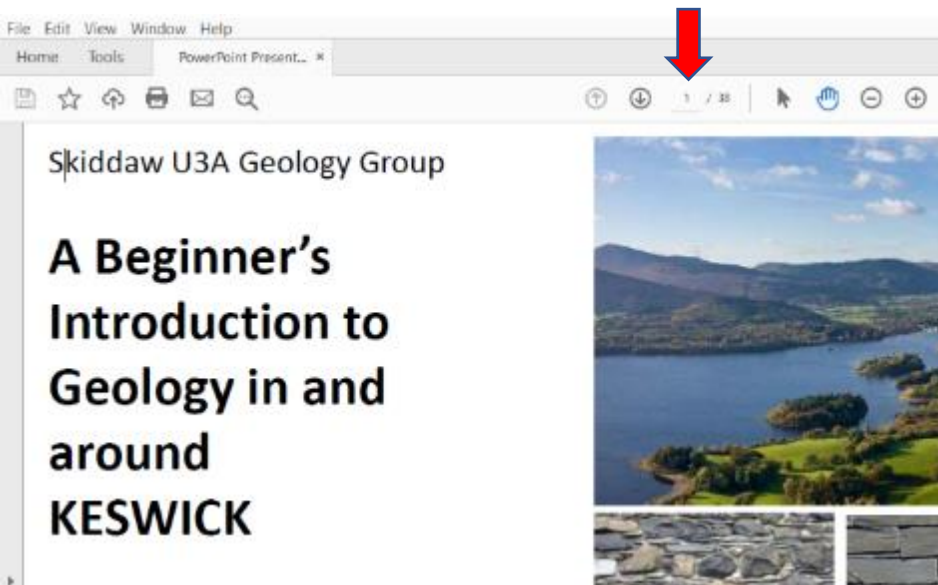 File Edit View Window Help
Home Tools PowerPoint Present... ×
1 / 38
Skiddaw U3A Geology Group
A Beginner’s
Introduction to
Geology in and
around
KESWICK